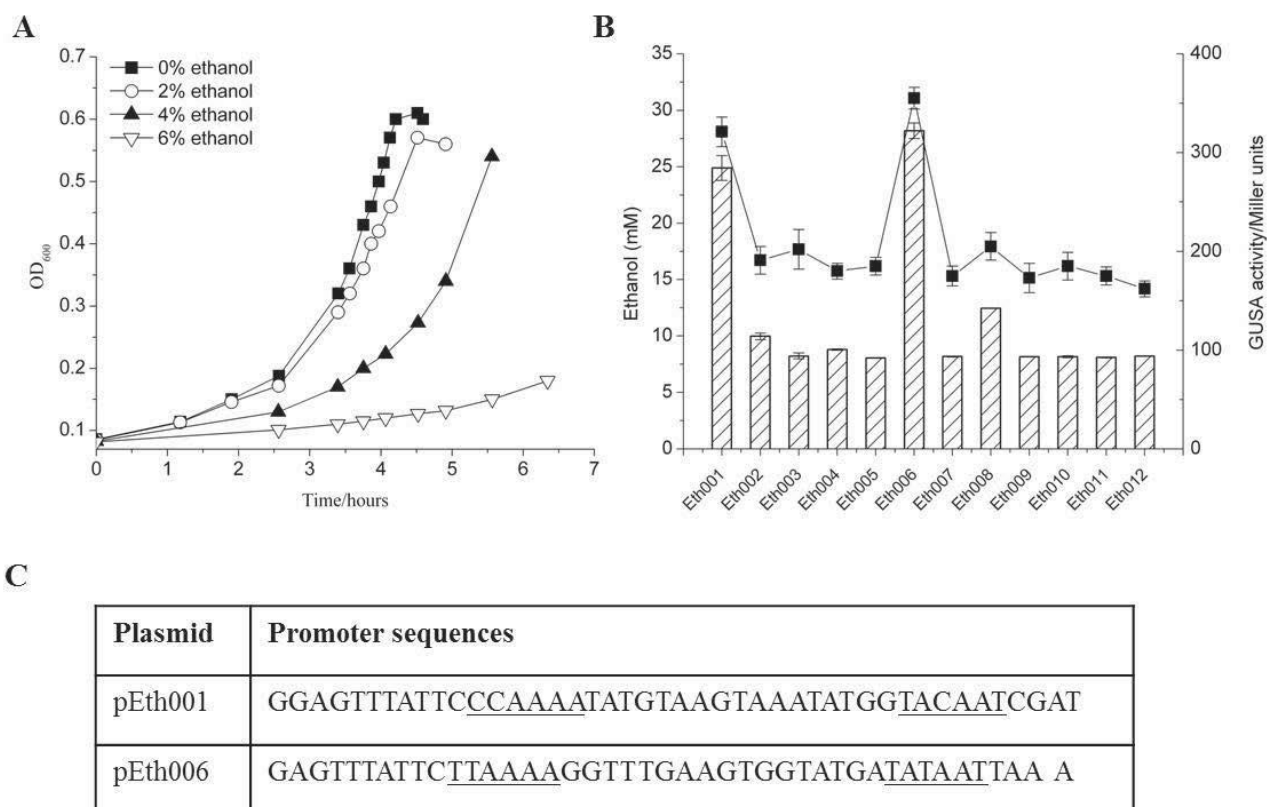 A
0.7
0.6
0.5
0.4
0.3
0.2
0.1
OD600
0% ethanol
2% ethanol
4% ethanol
6% ethanol
0 1 2 3 4 5 6 7
Time/hours
B
35
30
25
20
15
10
5
0
Ethanol (mM)
400
300
200
100
0
GUSA activity/Miller units
Eth001 Eth002 Eth003 Eth004 Eth005 Eth006 Eth007 Eth008 Eth009 Eth010 Eth011 Eth012
C
Plasmid Promoter sequences
pEth001 GGAGTTTATTCCCAAAATATGTAAGTAAATATGGTACAATCGAT
pEth006 GAGTTTATTCTTAAAAGGTTTGAAGTGGTATGATATAATTAA A